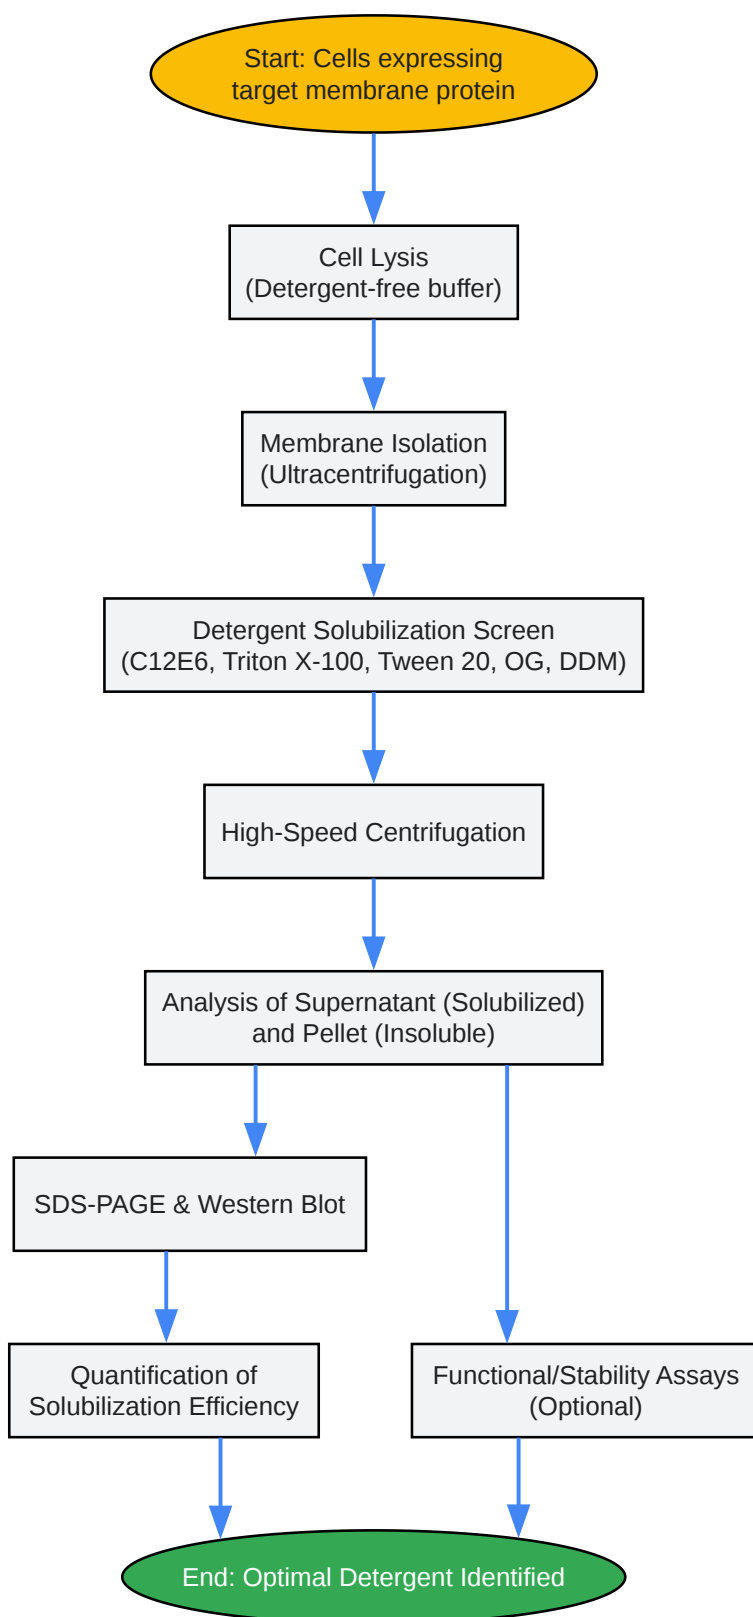 Start: Cells expressing
target membrane protein
Cell Lysis
(Detergent-free buffer)
Membrane Isolation
(Ultracentrifugation)
Detergent Solubilization Screen
(C12E6, Triton X-100, Tween 20, OG, DDM)
High-Speed Centrifugation
Analysis of Supernatant (Solubilized)
and Pellet (Insoluble)
SDS-PAGE & Western Blot
Quantification of
Solubilization Efficiency
Functional/Stability Assays
(Optional)
End: Optimal Detergent Identified